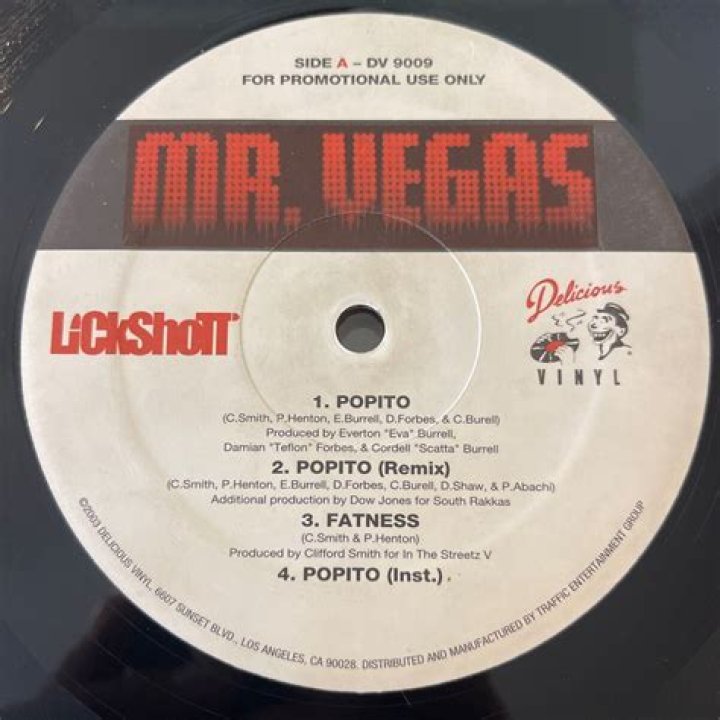 SIDE A – DV 9009
FOR PROMOTIONAL USE ONLY
MR. VEGAS
LiCkShoTT
Delicious
VINYL
1. POPITO
(C.Smith, P.Henton, E.Burrell, D.Forbes, & C.Burell)
Produced by Everton "Eva" Burrell,
Damian "Teflon" Forbes, & Cordell "Scatta" Burrell
2. POPITO (Remix)
(C.Smith, P.Henton, E.Burrell, D.Forbes, C.Burell, D.Shaw, & P.Abachi)
Additional production by Dow Jones for South Rakkas
3. FATNESS
(C.Smith & P.Henton)
Produced by Clifford Smith for In The Streetz V
4. POPITO (Inst.)
©2003 DELICIOUS VINYL, 6607 SUNSET BLVD., LOS ANGELES, CA 90028. DISTRIBUTED AND MANUFACTURED BY TRAFFIC ENTERTAINMENT GROUP